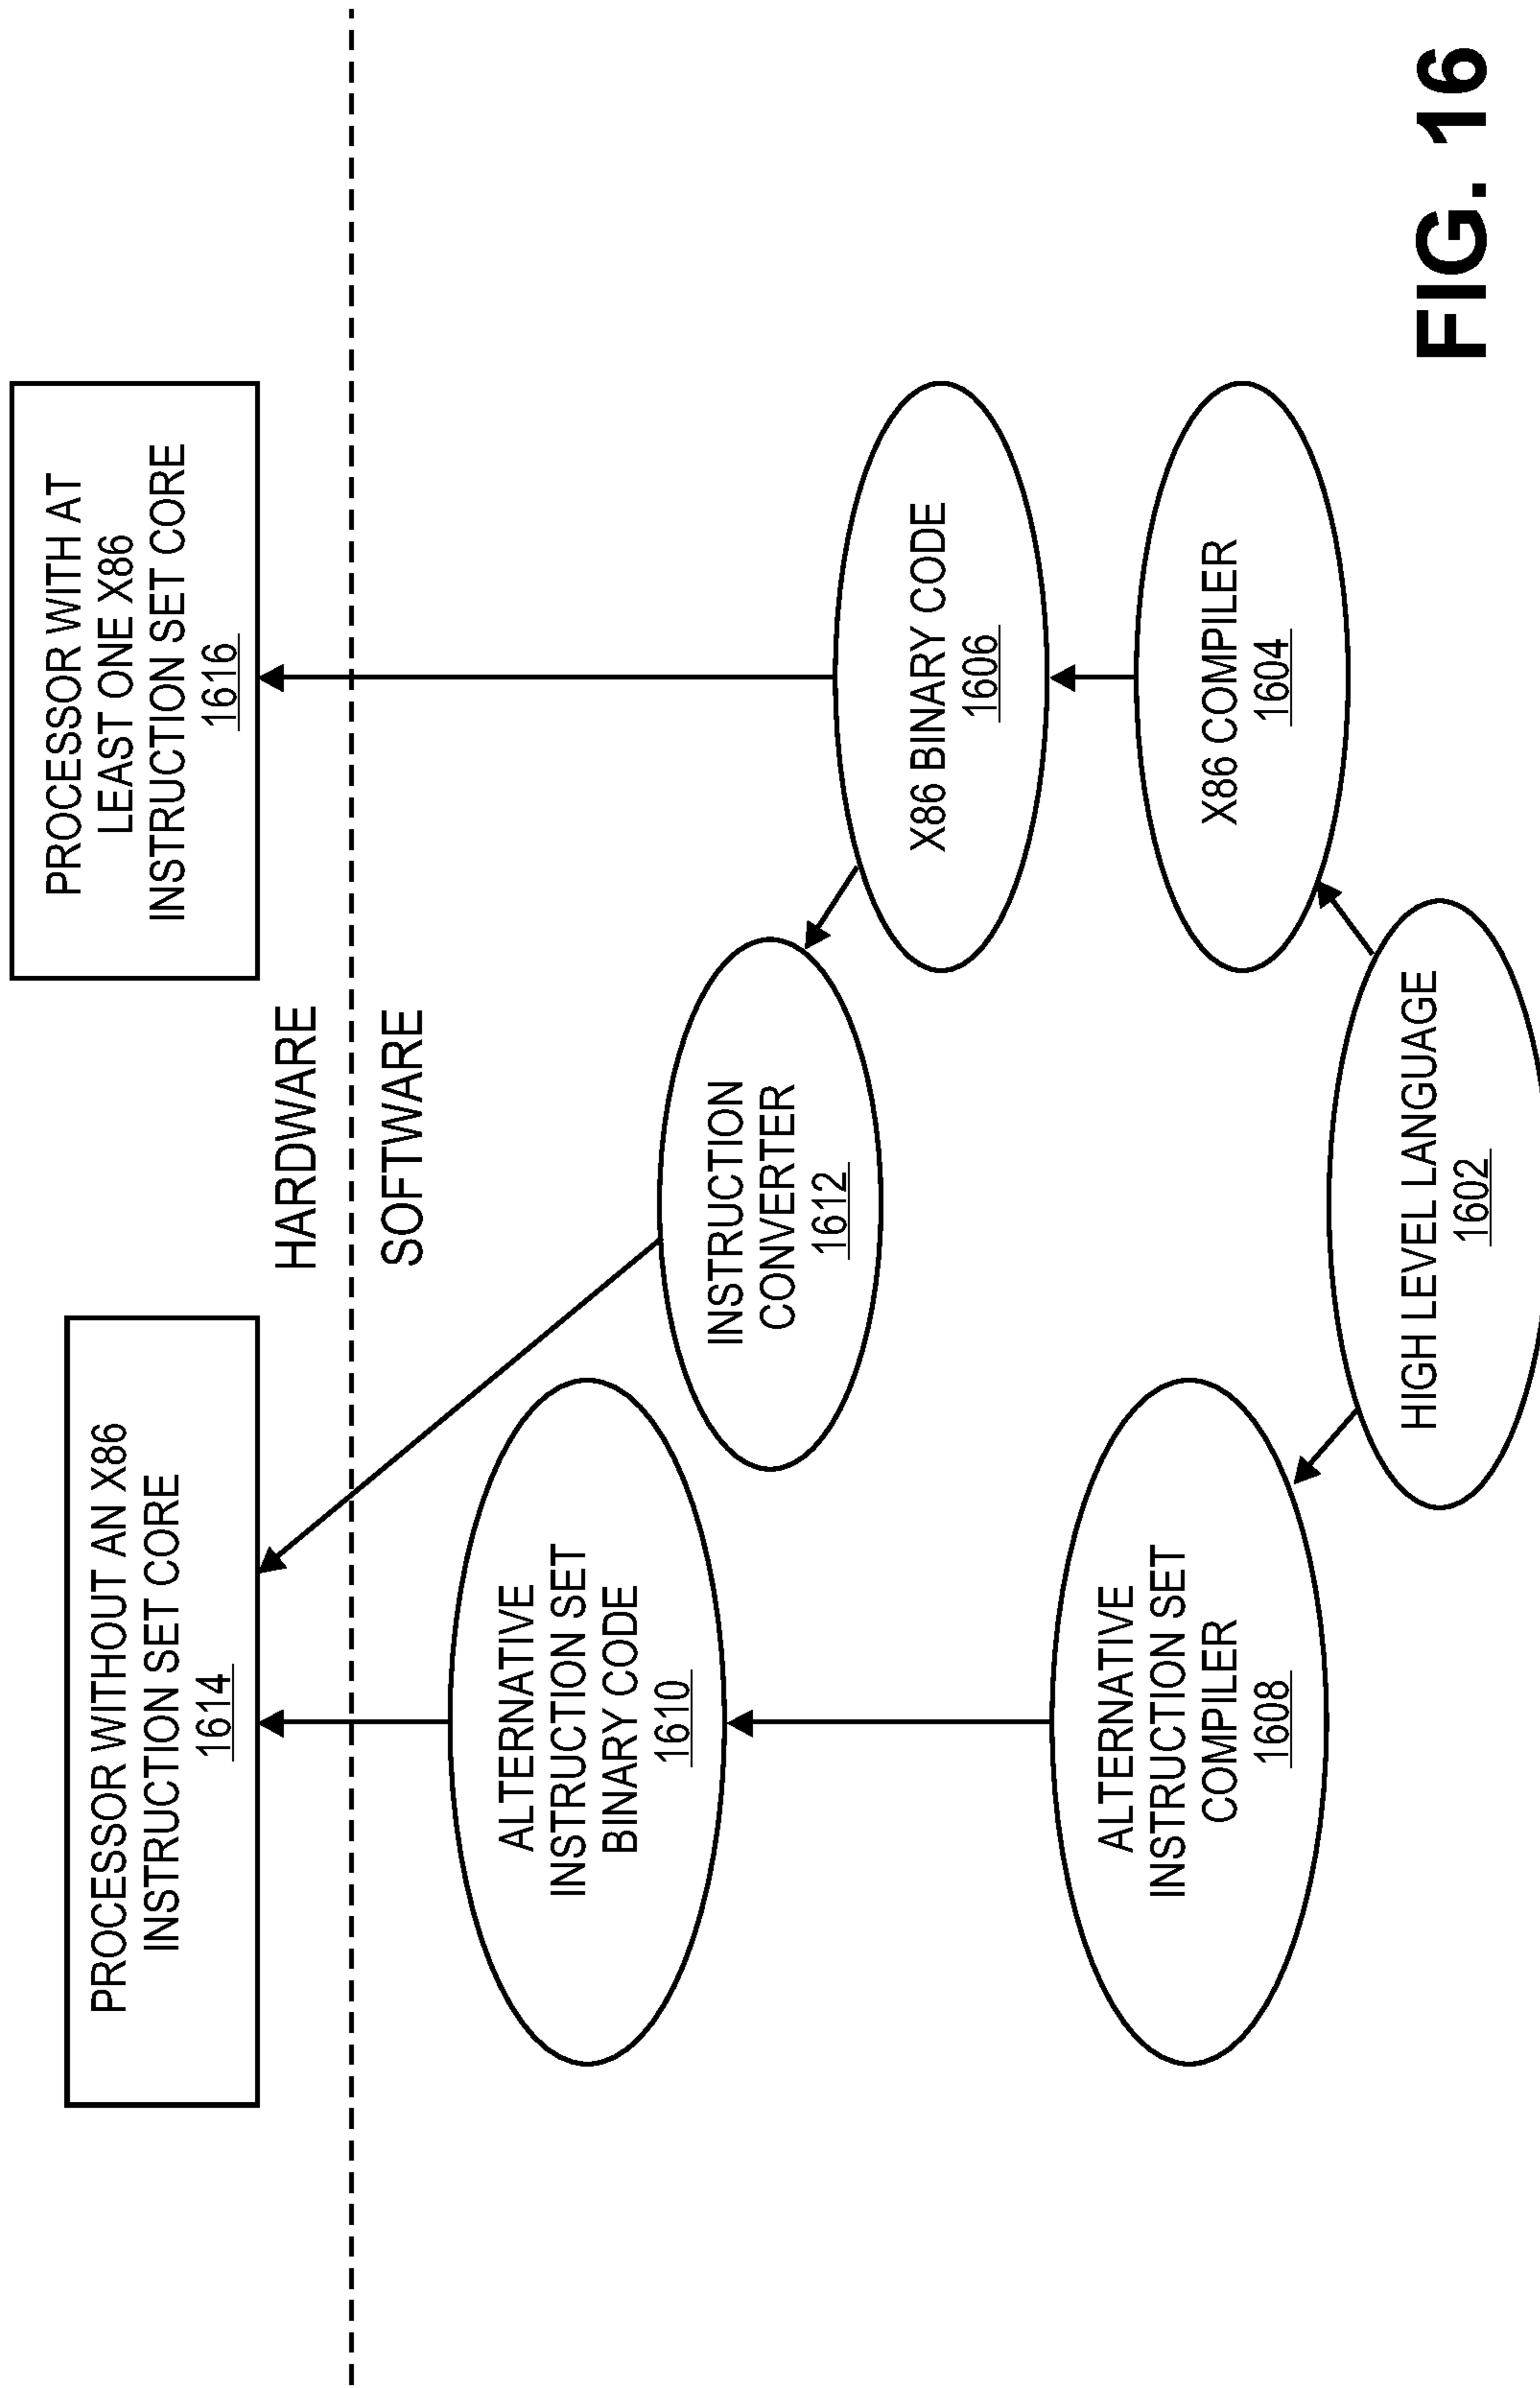 HARDWARE
SOFTWARE
PROCESSOR WITHOUT AN X86
INSTRUCTION SET CORE
1614
PROCESSOR WITH AT
LEAST ONE X86
INSTRUCTION SET CORE
1616
ALTERNATIVE
INSTRUCTION SET
BINARY CODE
1610
INSTRUCTION
CONVERTER
1612
X86 BINARY CODE
1606
ALTERNATIVE
INSTRUCTION SET
COMPILER
1608
X86 COMPILER
1604
HIGH LEVEL LANGUAGE
1602
FIG. 16